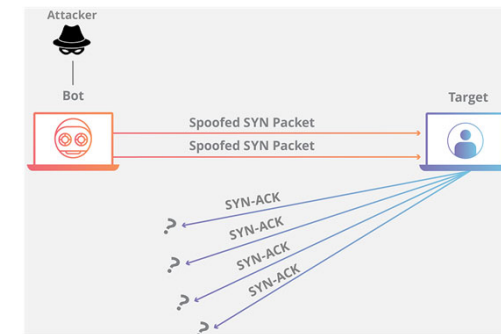 Attacker
Bot
Target
Spoofed SYN Packet
Spoofed SYN Packet
SYN-ACK
?
SYN-ACK
?
SYN-ACK
?
SYN-ACK
?